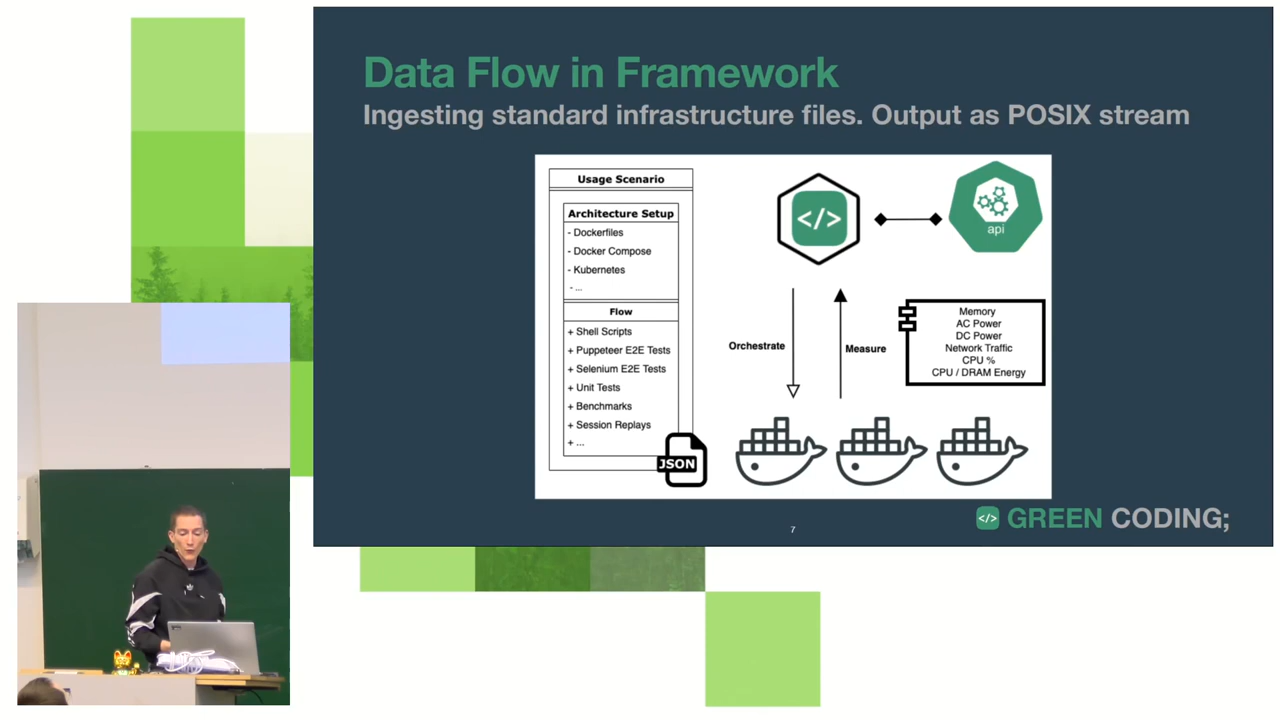 Data Flow in Framework
Ingesting standard infrastructure files. Output as POSIX stream
Usage Scenario
Architecture Setup
- Dockerfiles
- Docker Compose
- Kubernetes
- ...
Flow
+ Shell Scripts
+ Puppeteer E2E Tests
+ Selenium E2E Tests
+ Unit Tests
+ Benchmarks
+ Session Replays
+ ...
JSON
</>
api
Orchestrate
Measure
Memory
AC Power
DC Power
Network Traffic
CPU %
CPU / DRAM Energy
7
</> GREEN CODING;